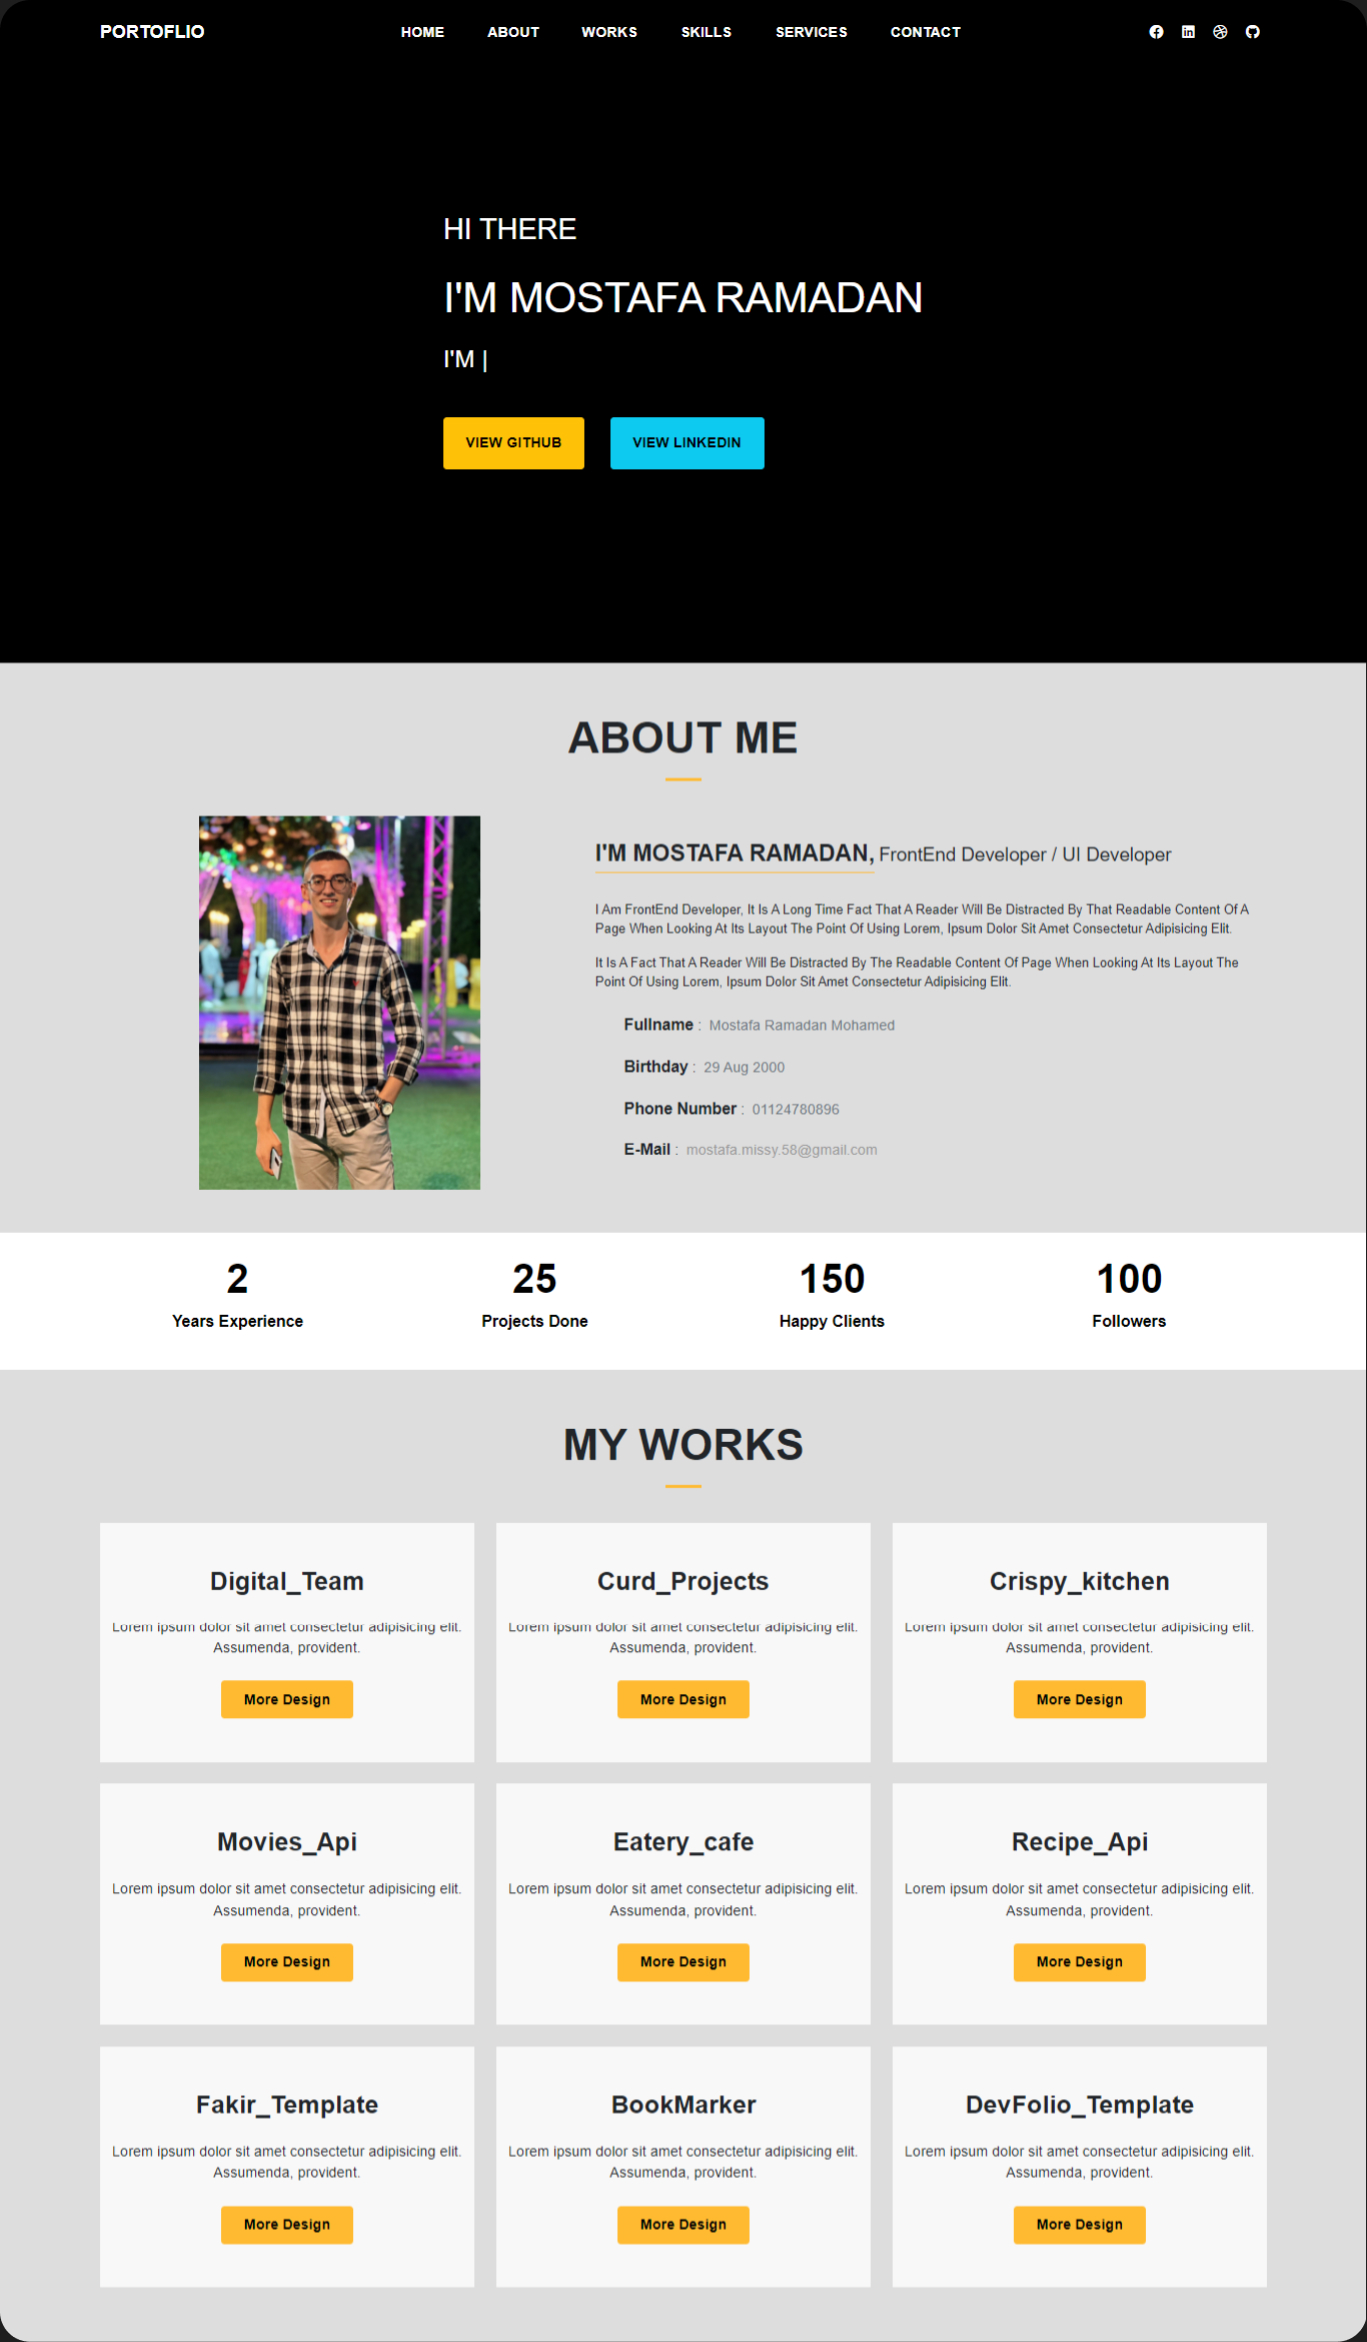 PORTOFLIO
HOME ABOUT WORKS SKILLS SERVICES CONTACT
HI THERE
I'M MOSTAFA RAMADAN
I'M |
VIEW GITHUB VIEW LINKEDIN
ABOUT ME
I'M MOSTAFA RAMADAN, FrontEnd Developer / UI Developer
I Am FrontEnd Developer, It Is A Long Time Fact That A Reader Will Be Distracted By That Readable Content Of A
Page When Looking At Its Layout The Point Of Using Lorem, Ipsum Dolor Sit Amet Consectetur Adipisicing Elit.
It Is A Fact That A Reader Will Be Distracted By The Readable Content Of Page When Looking At Its Layout The
Point Of Using Lorem, Ipsum Dolor Sit Amet Consectetur Adipisicing Elit.
Fullname : Mostafa Ramadan Mohamed
Birthday : 29 Aug 2000
Phone Number : 01124780896
E-Mail : mostafa.missy.58@gmail.com
2 25 150 100
Years Experience Projects Done Happy Clients Followers
MY WORKS
Digital_Team
Lorem ipsum dolor sit amet consectetur adipisicing elit.
Assumenda, provident.
More Design
Curd_Projects
Lorem ipsum dolor sit amet consectetur adipisicing elit.
Assumenda, provident.
More Design
Crispy_kitchen
Lorem ipsum dolor sit amet consectetur adipisicing elit.
Assumenda, provident.
More Design
Movies_Api
Lorem ipsum dolor sit amet consectetur adipisicing elit.
Assumenda, provident.
More Design
Eatery_cafe
Lorem ipsum dolor sit amet consectetur adipisicing elit.
Assumenda, provident.
More Design
Recipe_Api
Lorem ipsum dolor sit amet consectetur adipisicing elit.
Assumenda, provident.
More Design
Fakir_Template
Lorem ipsum dolor sit amet consectetur adipisicing elit.
Assumenda, provident.
More Design
BookMarker
Lorem ipsum dolor sit amet consectetur adipisicing elit.
Assumenda, provident.
More Design
DevFolio_Template
Lorem ipsum dolor sit amet consectetur adipisicing elit.
Assumenda, provident.
More Design